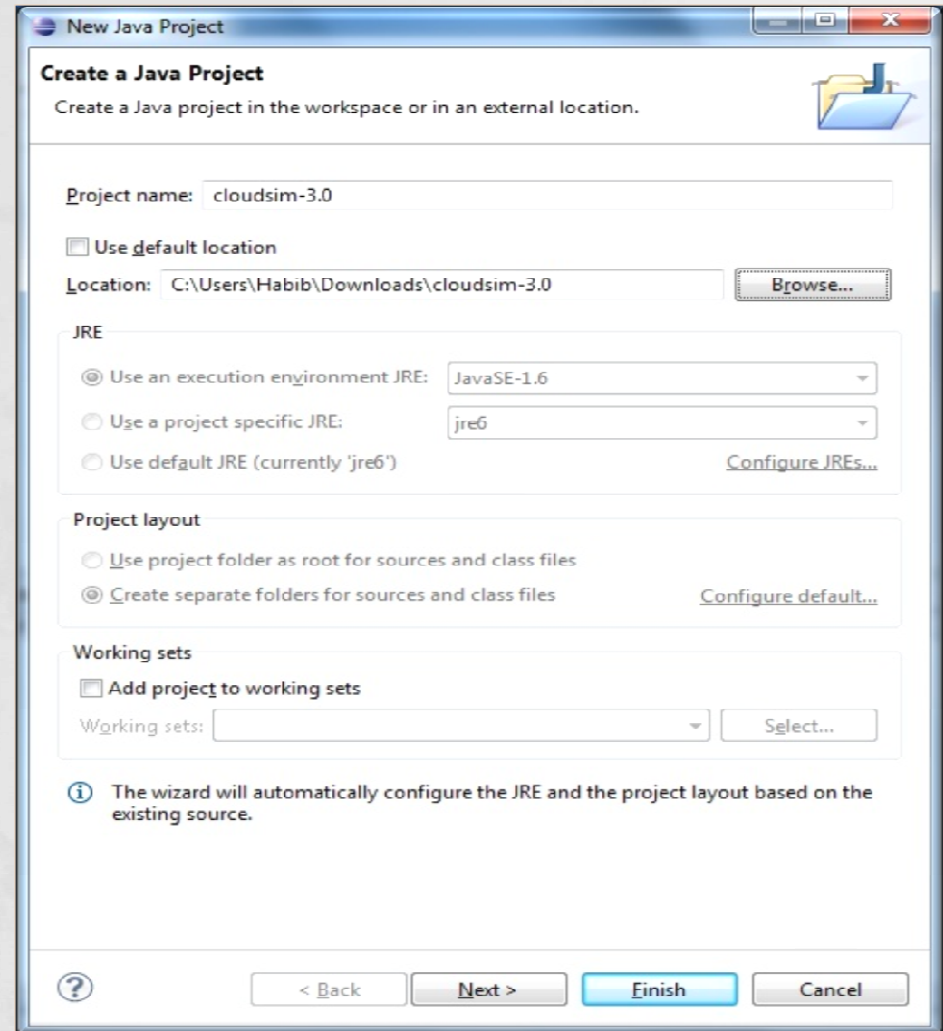 New Java Project
Create a Java Project
Create a Java project in the workspace or in an external location.
Project name: cloudsim-3.0
Use default location
Location: C:\Users\Habib\Downloads\cloudsim-3.0 Browse...
JRE
Use an execution environment JRE: JavaSE-1.6
Use a project specific JRE: jre6
Use default JRE (currently 'jre6') Configure JREs...
Project layout
Use project folder as root for sources and class files
Create separate folders for sources and class files Configure default...
Working sets
Add project to working sets
Working sets: Select...
The wizard will automatically configure the JRE and the project layout based on the
existing source.
? < Back Next > Finish Cancel